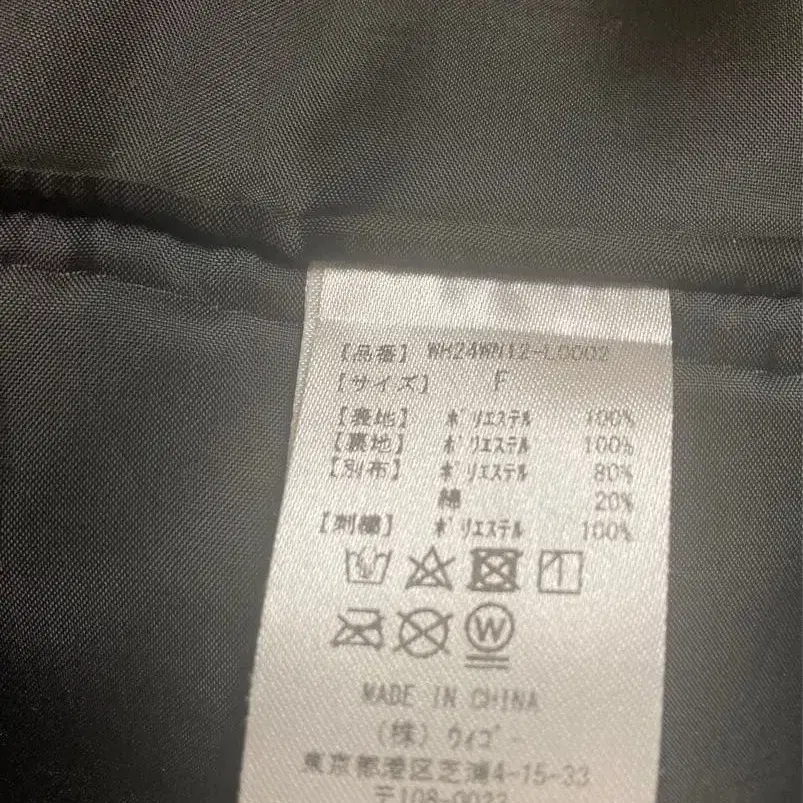 【品番】 WH24WN12-L0002
【サイズ】 F
【表地】 ポリエステル 100%
【裏地】 ポリエステル 100%
【別布】 ポリエステル 80%
綿 20%
【刺繍】 ポリエステル 100%
W
MADE IN CHINA
(株) ウィゴー
東京都港区芝浦4-15-33
〒108-0023